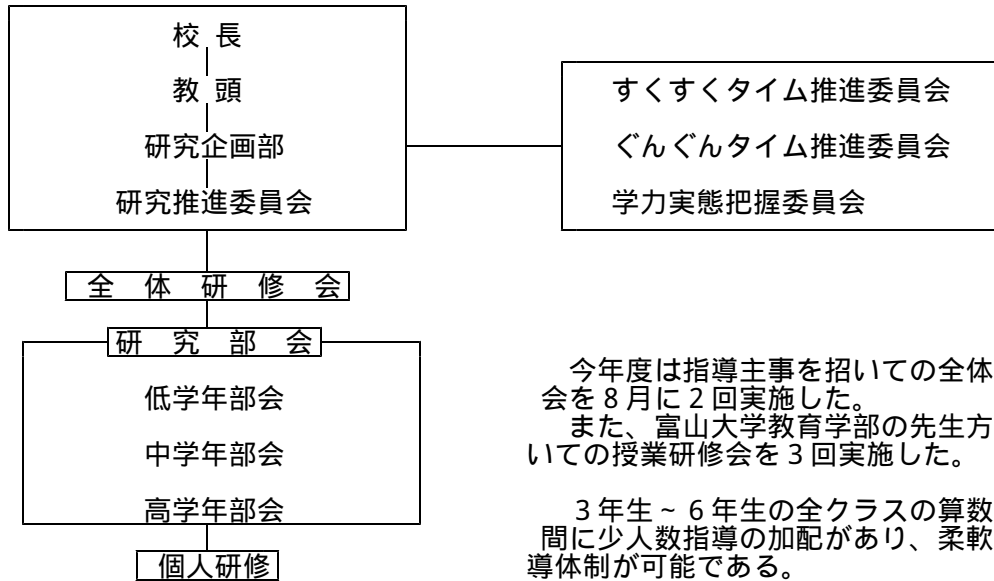 校 長
教 頭
研究企画部
研究推進委員会
すくすくタイム推進委員会
ぐんぐんタイム推進委員会
学力実態把握委員会
全 体 研 修 会
研 究 部 会
低学年部会
中学年部会
高学年部会
個人研修
今年度は指導主事を招いての全体
会を８月に２回実施した。
また、富山大学教育学部の先生方
いての授業研修会を３回実施した。
３年生~６年生の全クラスの算数
間に少人数指導の加配があり、柔軟
導体制が可能である。